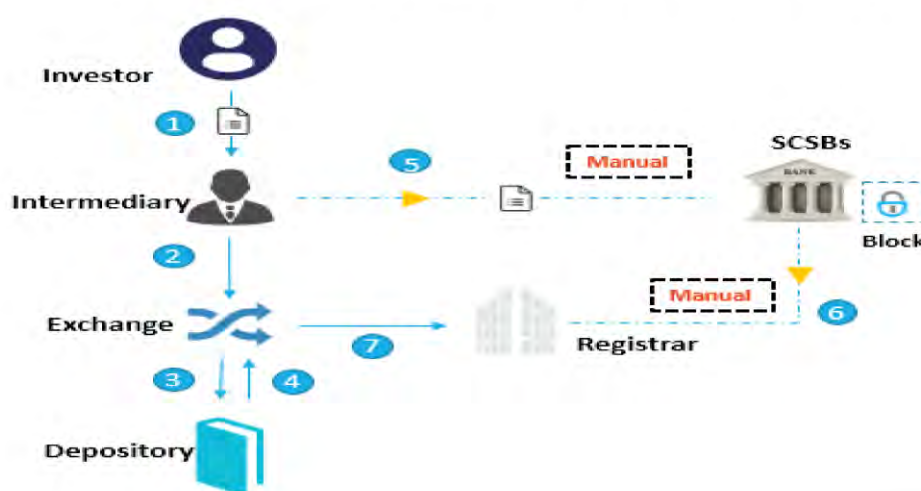 Investor
1
SCSBs
Manual
5
BANK
Intermediary
Block
2
Manual
6
Exchange
7
Registrar
3
4
Depository